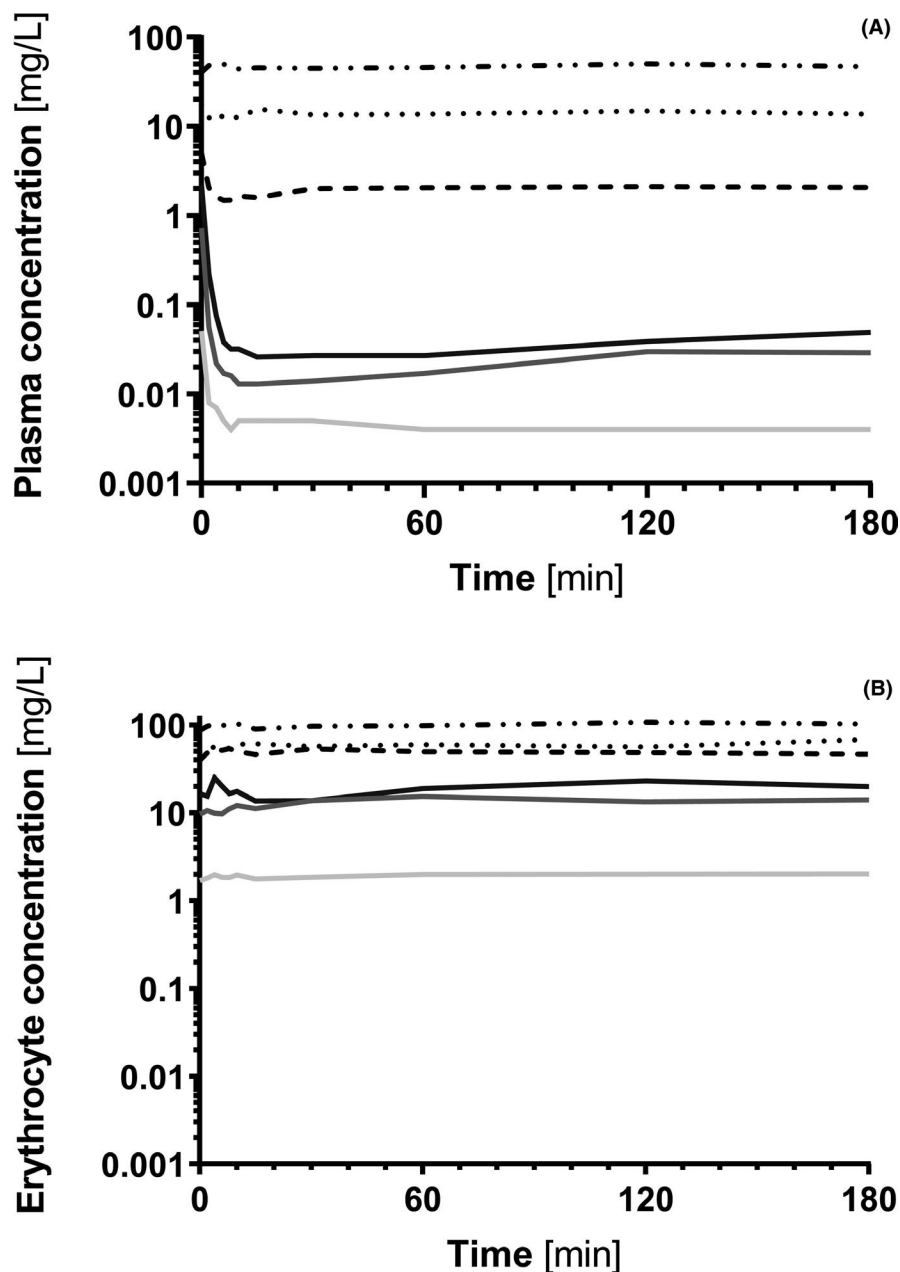 (A)
Plasma concentration [mg/L]
100
10
1
0.1
0.01
0.001
0 60 120 180
Time [min]
(B)
Erythrocyte concentration [mg/L]
100
10
1
0.1
0.01
0.001
0 60 120 180
Time [min]